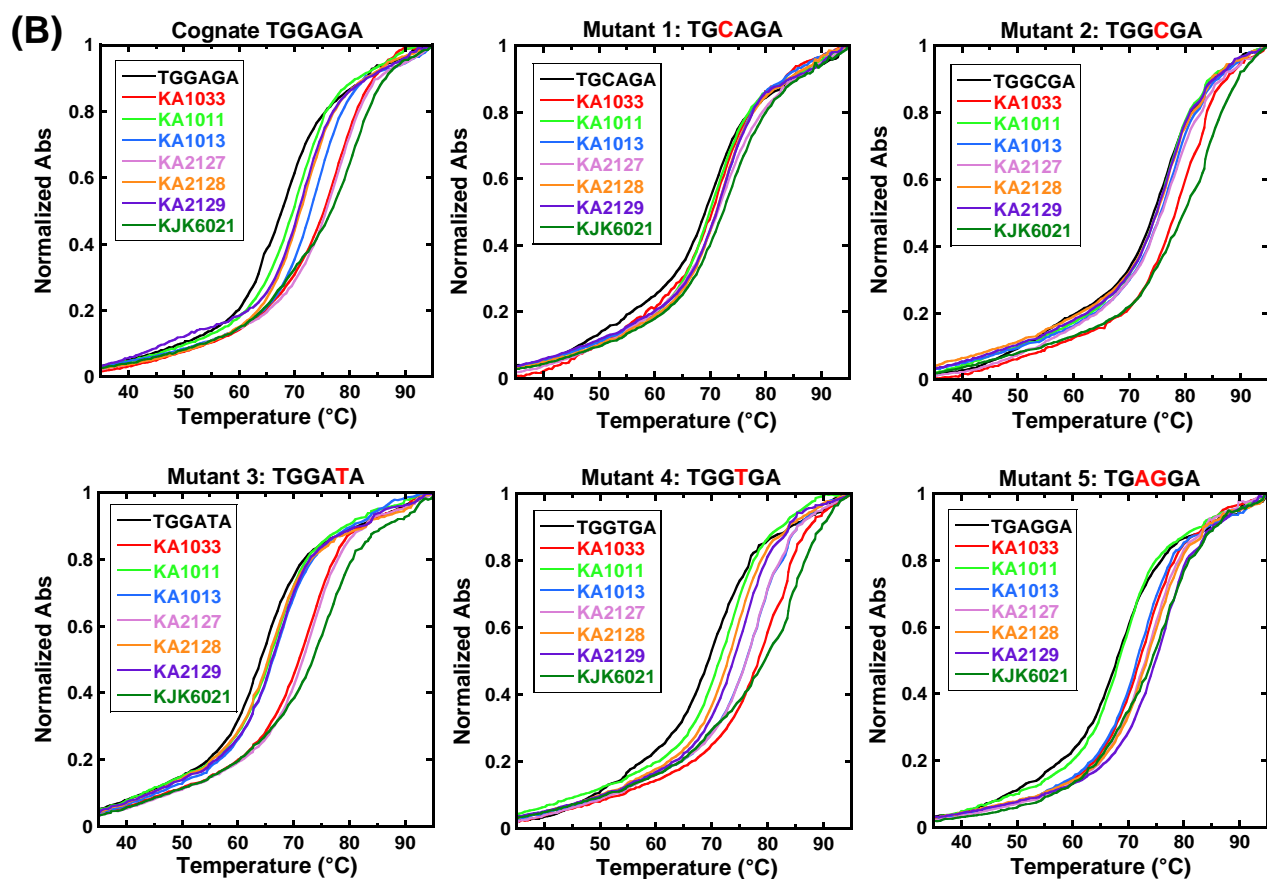 (B)
Cognate TGGAGA
Normalized Abs
1
0.8
0.6
0.4
0.2
0
TGGAGA
KA1033
KA1011
KA1013
KA2127
KA2128
KA2129
KJK6021
40 50 60 70 80 90
Temperature (°C)
Mutant 1: TGCAGA
Normalized Abs
1
0.8
0.6
0.4
0.2
0
TGCAGA
KA1033
KA1011
KA1013
KA2127
KA2128
KA2129
KJK6021
40 50 60 70 80 90
Temperature (°C)
Mutant 2: TGGCGA
Normalized Abs
1
0.8
0.6
0.4
0.2
0
TGGCGA
KA1033
KA1011
KA1013
KA2127
KA2128
KA2129
KJK6021
40 50 60 70 80 90
Temperature (°C)
Mutant 3: TGGATA
Normalized Abs
1
0.8
0.6
0.4
0.2
0
TGGATA
KA1033
KA1011
KA1013
KA2127
KA2128
KA2129
KJK6021
40 50 60 70 80 90
Temperature (°C)
Mutant 4: TGGTGA
Normalized Abs
1
0.8
0.6
0.4
0.2
0
TGGTGA
KA1033
KA1011
KA1013
KA2127
KA2128
KA2129
KJK6021
40 50 60 70 80 90
Temperature (°C)
Mutant 5: TGAGGA
Normalized Abs
1
0.8
0.6
0.4
0.2
0
TGAGGA
KA1033
KA1011
KA1013
KA2127
KA2128
KA2129
KJK6021
40 50 60 70 80 90
Temperature (°C)